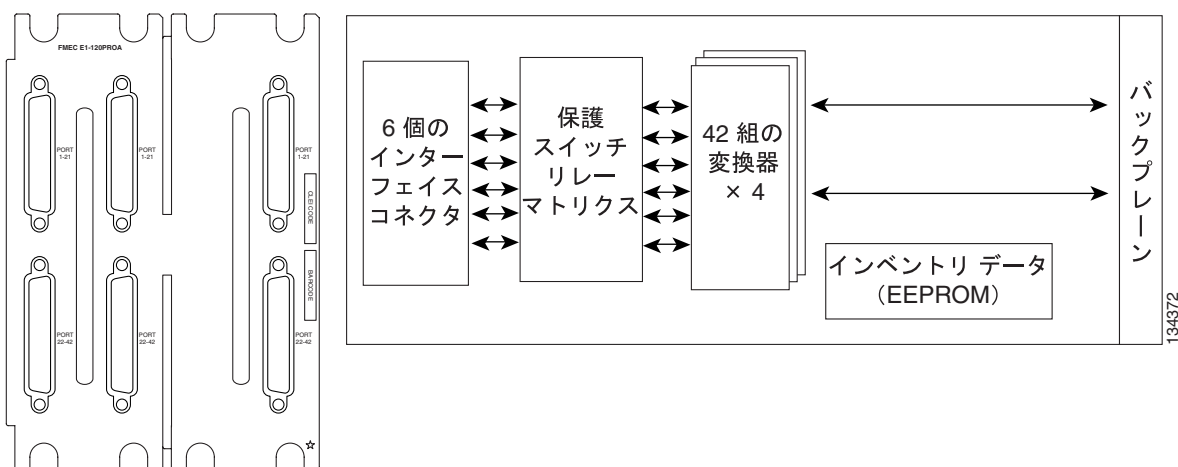 FMEC E1-120PROA
PORT
1-21
PORT
1-21
PORT
1-21
CLEI CODE
BARCODE
PORT
22-42
PORT
22-42
PORT
22-42
6 個の
インター
フェイス
コネクタ
保護
スイッチ
リレー
マトリクス
42 組の
変換器
× 4
インベントリ データ
（EEPROM）
バックプレーン
134372